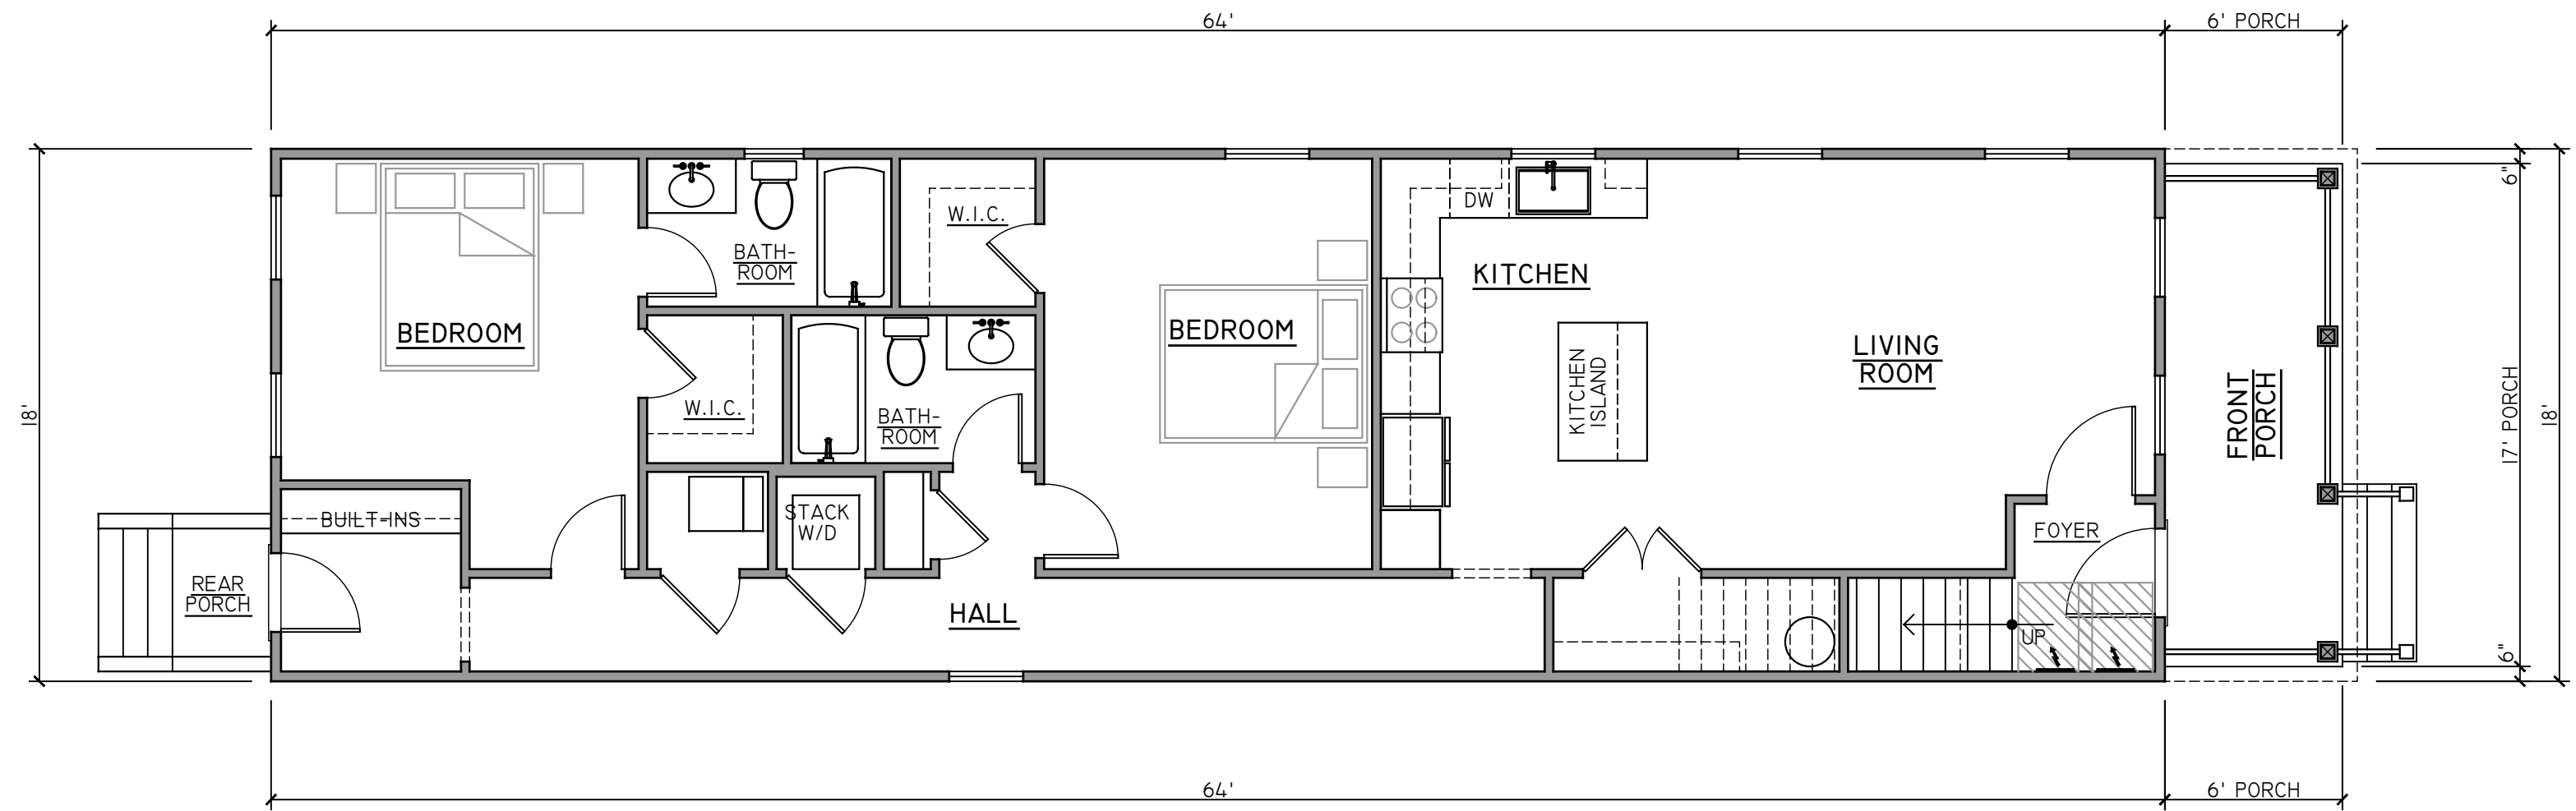 64'
6' PORCH
BATH-
ROOM
W.I.C.
DW
6"
KITCHEN
BEDROOM
BEDROOM
LIVING
ROOM
KITCHEN
ISLAND
W.I.C.
BATH-
ROOM
FRONT
PORCH
17' PORCH
18'
18'
BUILT-INS
STACK
W/D
FOYER
REAR
PORCH
HALL
UP
6"
64'
6' PORCH